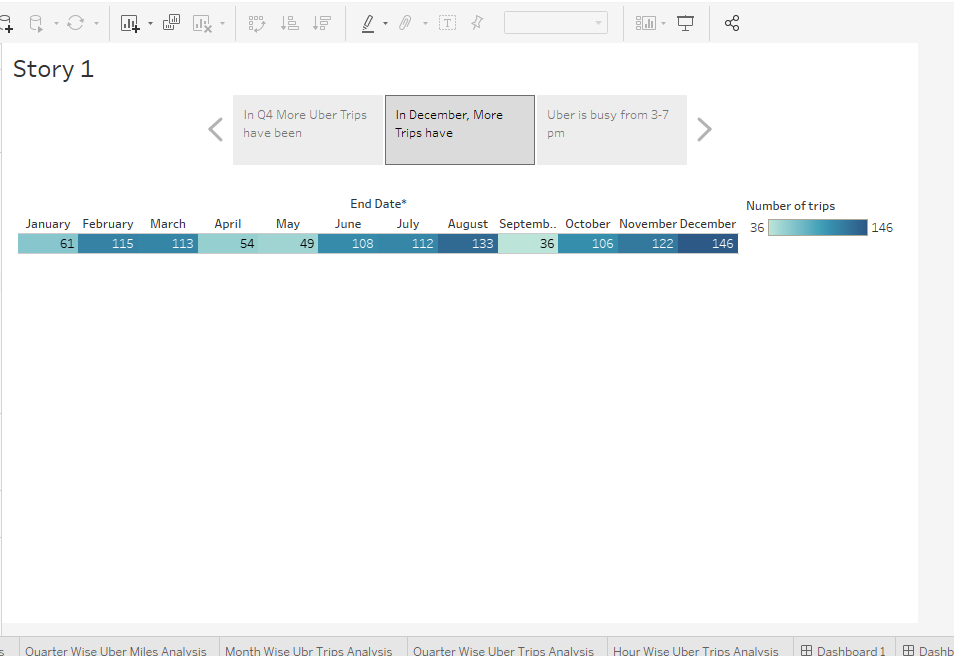 Story 1
In Q4 More Uber Trips
have been
In December, More
Trips have
Uber is busy from 3-7
pm
End Date*
January February March April May June July August Septemb.. October November December
61 115 113 54 49 108 112 133 36 106 122 146
Number of trips
36 146
s Quarter Wise Uber Miles Analysis Month Wise Ubr Trips Analysis Quarter Wise Uber Trips Analysis Hour Wise Uber Trips Analysis Dashboard 1 Dashb